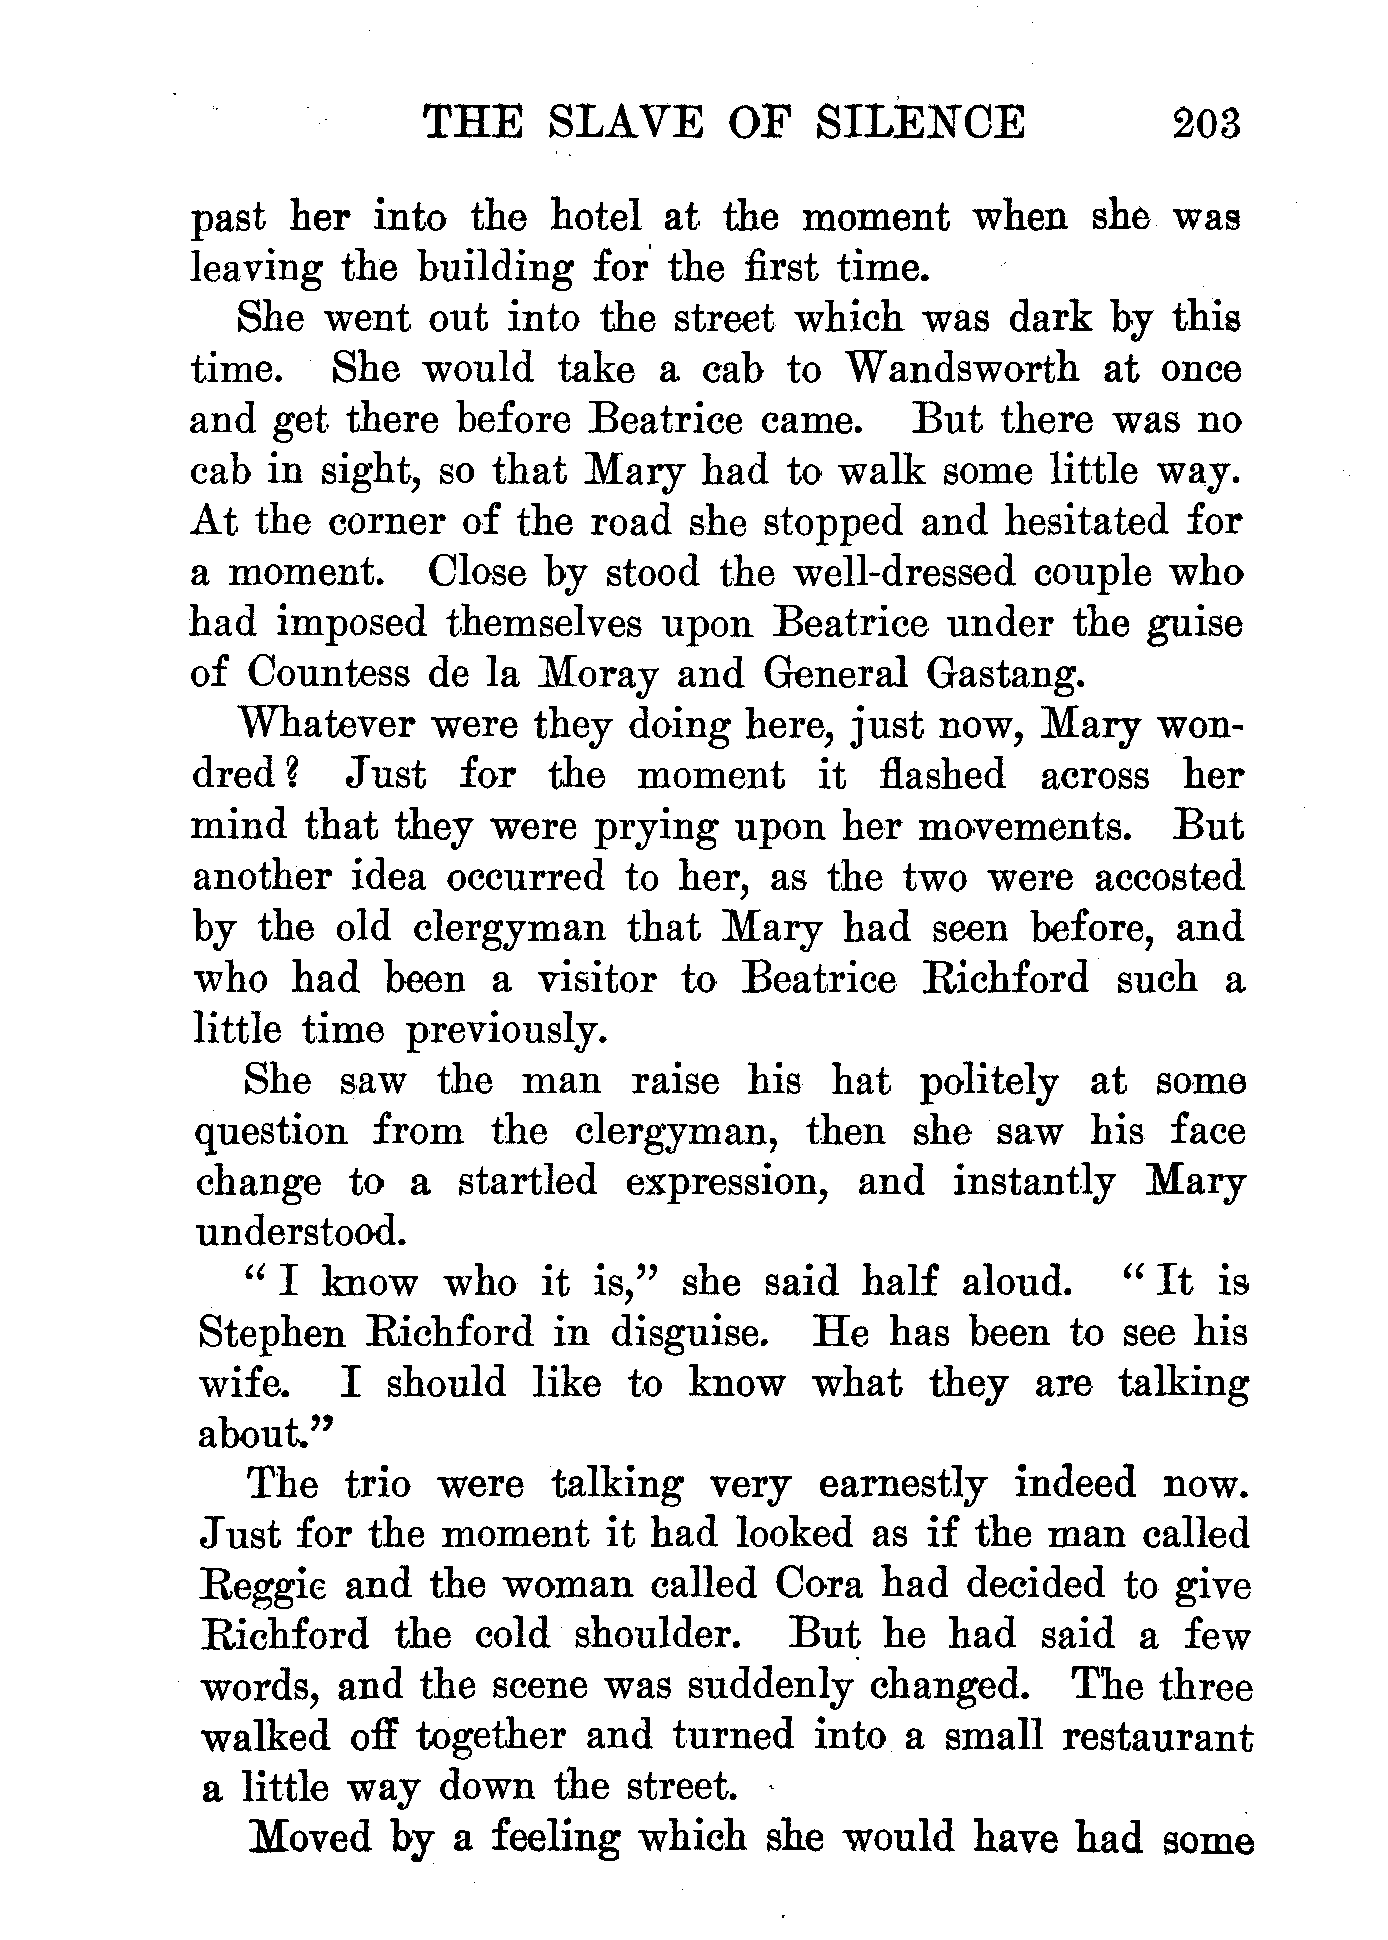 THE SLAVE OF SILENCE 203
past her into the hotel at the moment when she was
leaving the building for the first time.
She went out into the street which was dark by this
time. She would take a cab to Wandsworth at once
and get there before Beatrice came. But there was no
cab in sight, so that Mary had to walk some little way.
At the corner of the road she stopped and hesitated for
a moment. Close by stood the well-dressed couple who
had imposed themselves upon Beatrice under the guise
of Countess de la Moray and General Gastang.
Whatever were they doing here, just now, Mary won-
dred? Just for the moment it flashed across her
mind that they were prying upon her movements. But
another idea occurred to her, as the two were accosted
by the old clergyman that Mary had seen before, and
who had been a visitor to Beatrice Richford such a
little time previously.
She saw the man raise his hat politely at some
question from the clergyman, then she saw his face
change to a startled expression, and instantly Mary
understood.
“ I know who it is,” she said half aloud. “ It is
Stephen Richford in disguise. He has been to see his
wife. I should like to know what they are talking
about.”
The trio were talking very earnestly indeed now.
Just for the moment it had looked as if the man called
Reggie and the woman called Cora had decided to give
Richford the cold shoulder. But he had said a few
words, and the scene was suddenly changed. The three
walked off together and turned into a small restaurant
a little way down the street.
Moved by a feeling which she would have had some